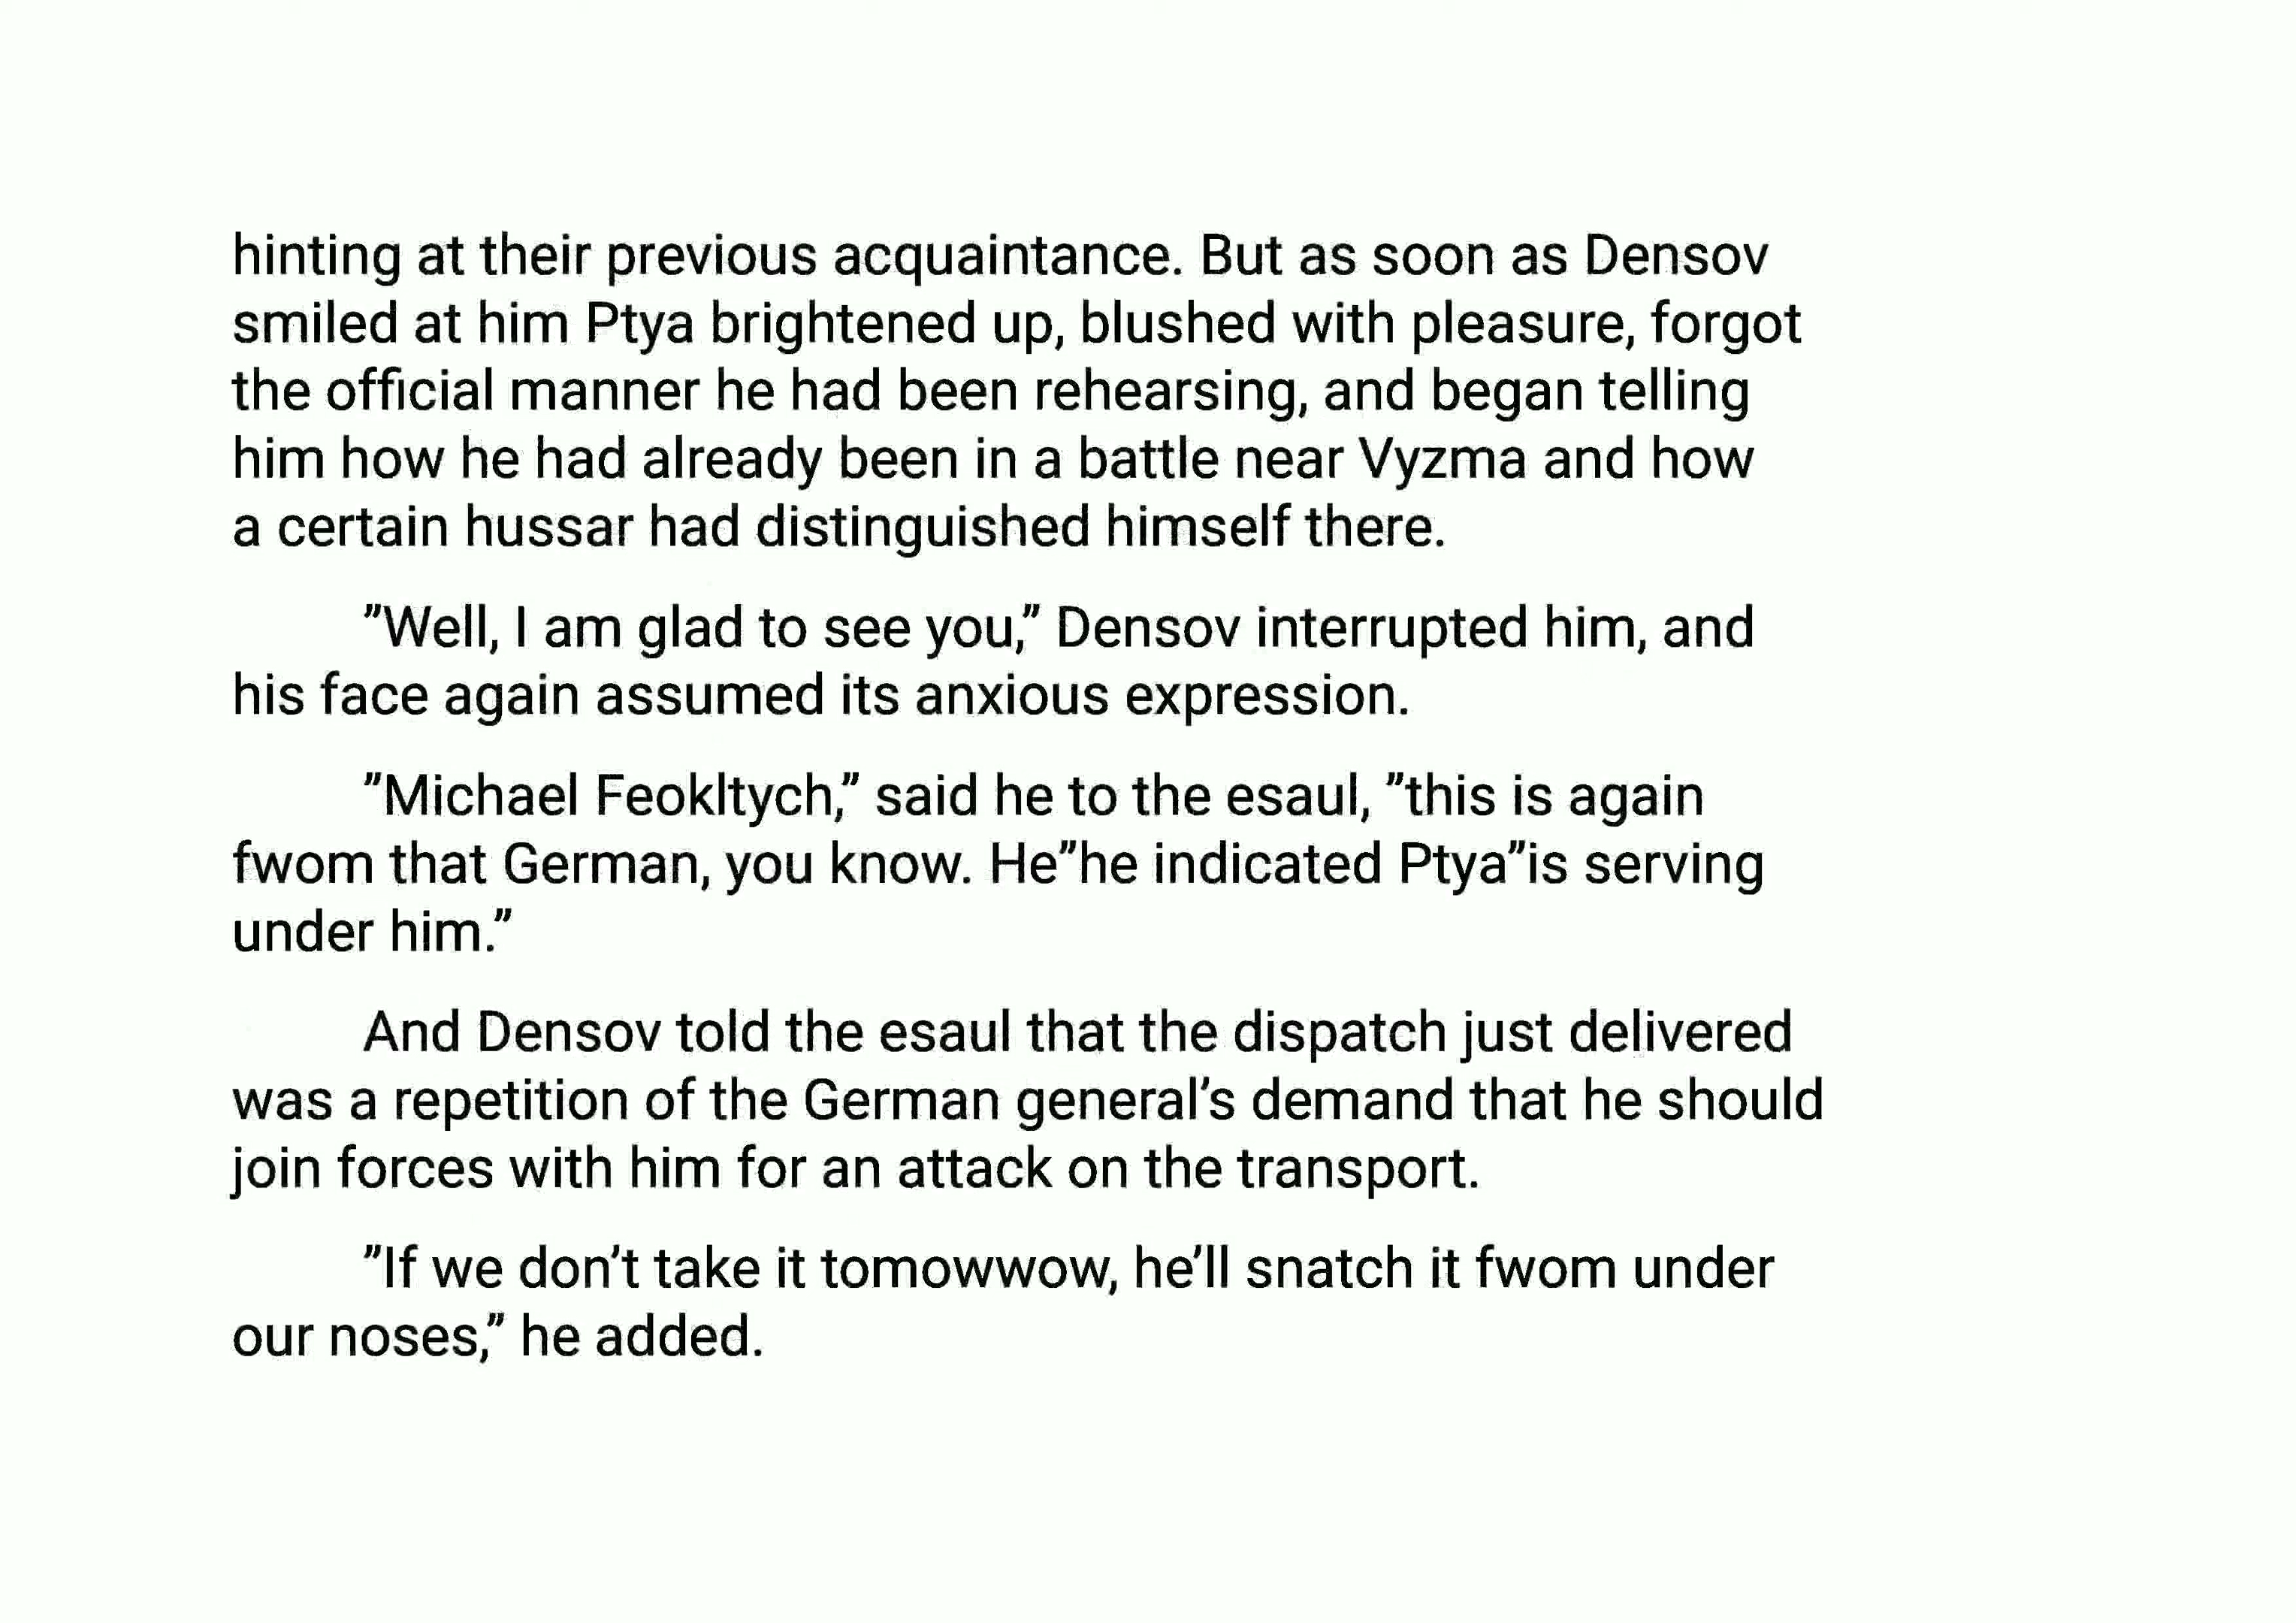 hinting at their previous acquaintance. But as soon as Densov
smiled at him Ptya brightened up, blushed with pleasure, forgot
the official manner he had been rehearsing, and began telling
him how he had already been in a battle near Vyzma and how
a certain hussar had distinguished himself there.
”Well, I am glad to see you,” Densov interrupted him, and
his face again assumed its anxious expression.
”Michael Feokltych,” said he to the esaul, ”this is again
fwom that German, you know. He”he indicated Ptya”is serving
under him.”
And Densov told the esaul that the dispatch just delivered
was a repetition of the German general’s demand that he should
join forces with him for an attack on the transport.
”If we don’t take it tomowwow, he’ll snatch it fwom under
our noses,” he added.